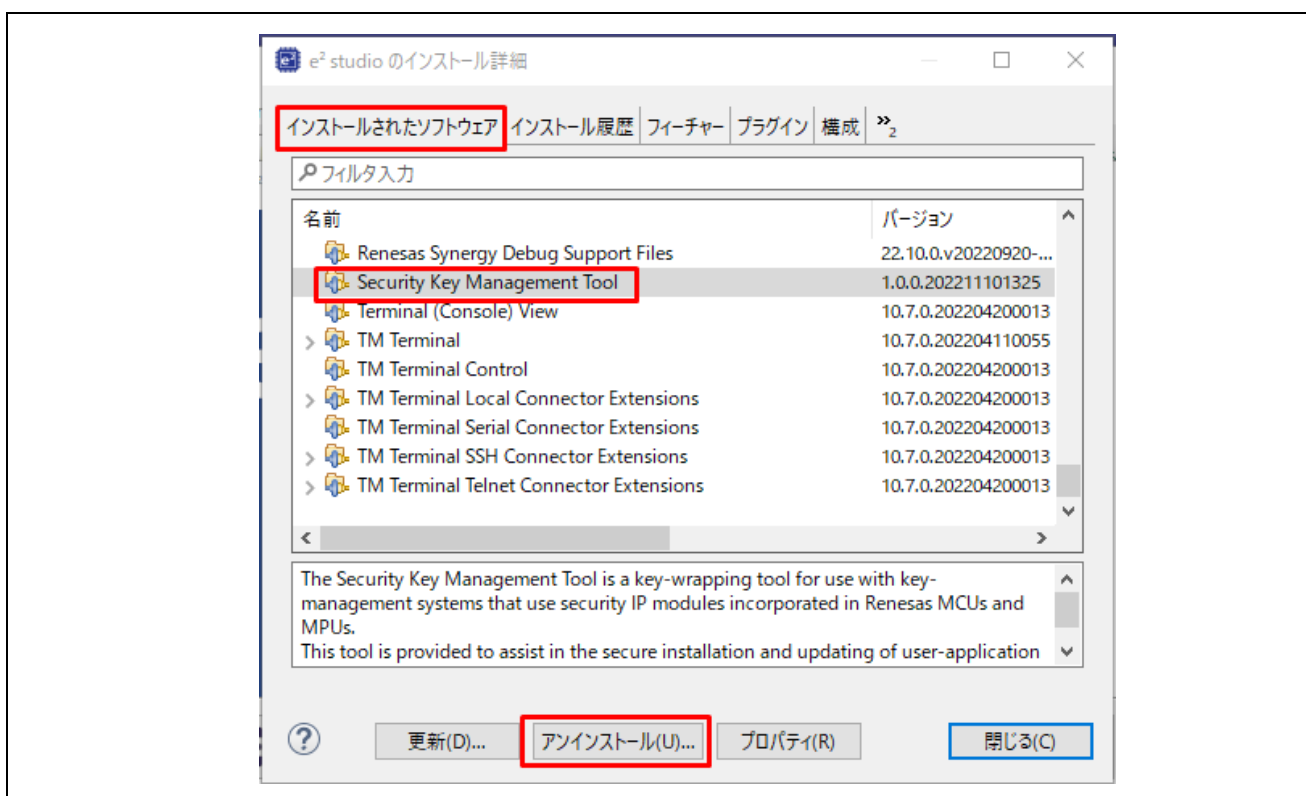 e² studio のインストール詳細
インストールされたソフトウェア インストール履歴 フィーチャー プラグイン 構成 »2
フィルタ入力
名前 バージョン
Renesas Synergy Debug Support Files 22.10.0.v20220920-...
Security Key Management Tool 1.0.0.202211101325
Terminal (Console) View 10.7.0.202204200013
TM Terminal 10.7.0.202204110055
TM Terminal Control 10.7.0.202204200013
TM Terminal Local Connector Extensions 10.7.0.202204200013
TM Terminal Serial Connector Extensions 10.7.0.202204200013
TM Terminal SSH Connector Extensions 10.7.0.202204200013
TM Terminal Telnet Connector Extensions 10.7.0.202204200013
The Security Key Management Tool is a key-wrapping tool for use with key-
management systems that use security IP modules incorporated in Renesas MCUs and
MPUs.
This tool is provided to assist in the secure installation and updating of user-application
更新(D)... アンインストール(U)... プロパティ(R) 閉じる(C)